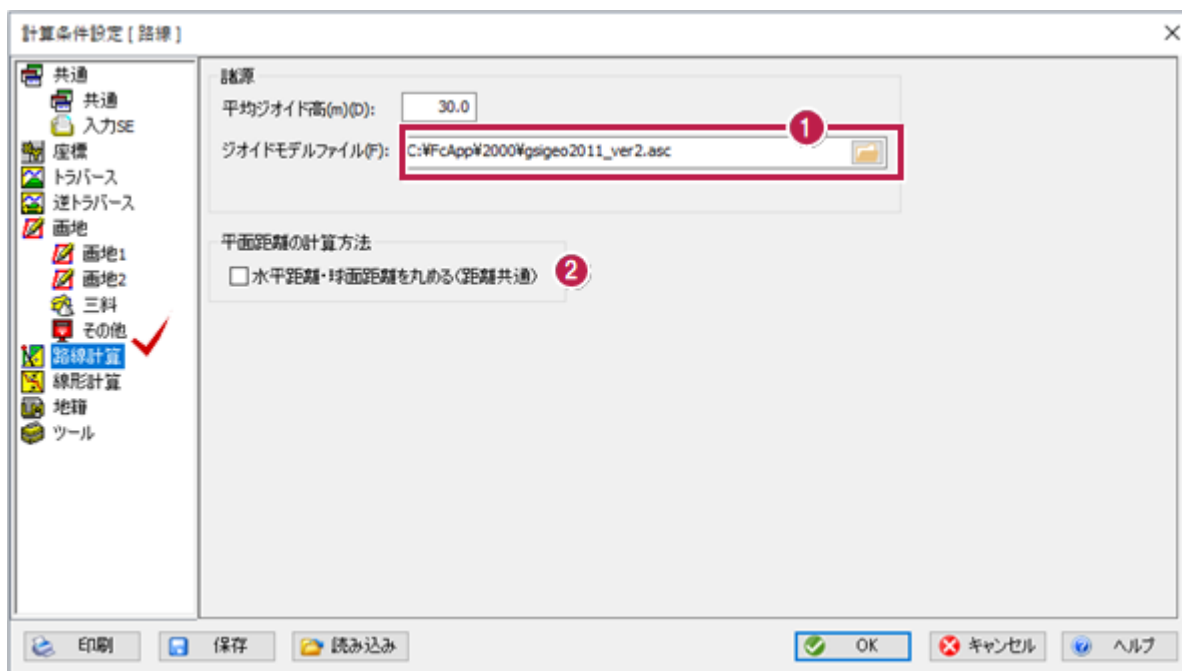 計算条件設定 [ 路線 ]
共通
共通
入力SE
座標
トラバース
逆トラバース
画地
画地1
画地2
三斜
その他
路線計算
線形計算
地籍
ツール
諸源
平均ジオイド高(m)(D): 30.0
1
ジオイドモデルファイル(F): C:¥FcApp¥2000¥gsigeo2011_ver2.asc
平面距離の計算方法
水平距離・球面距離を丸める(距離共通) 2
印刷 保存 読み込み OK キャンセル ヘルプ